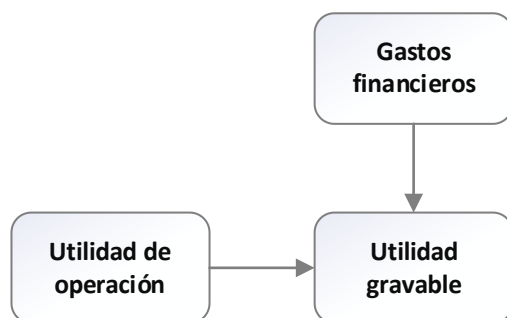 Gastos
financieros
Utilidad de
operación
Utilidad
gravable